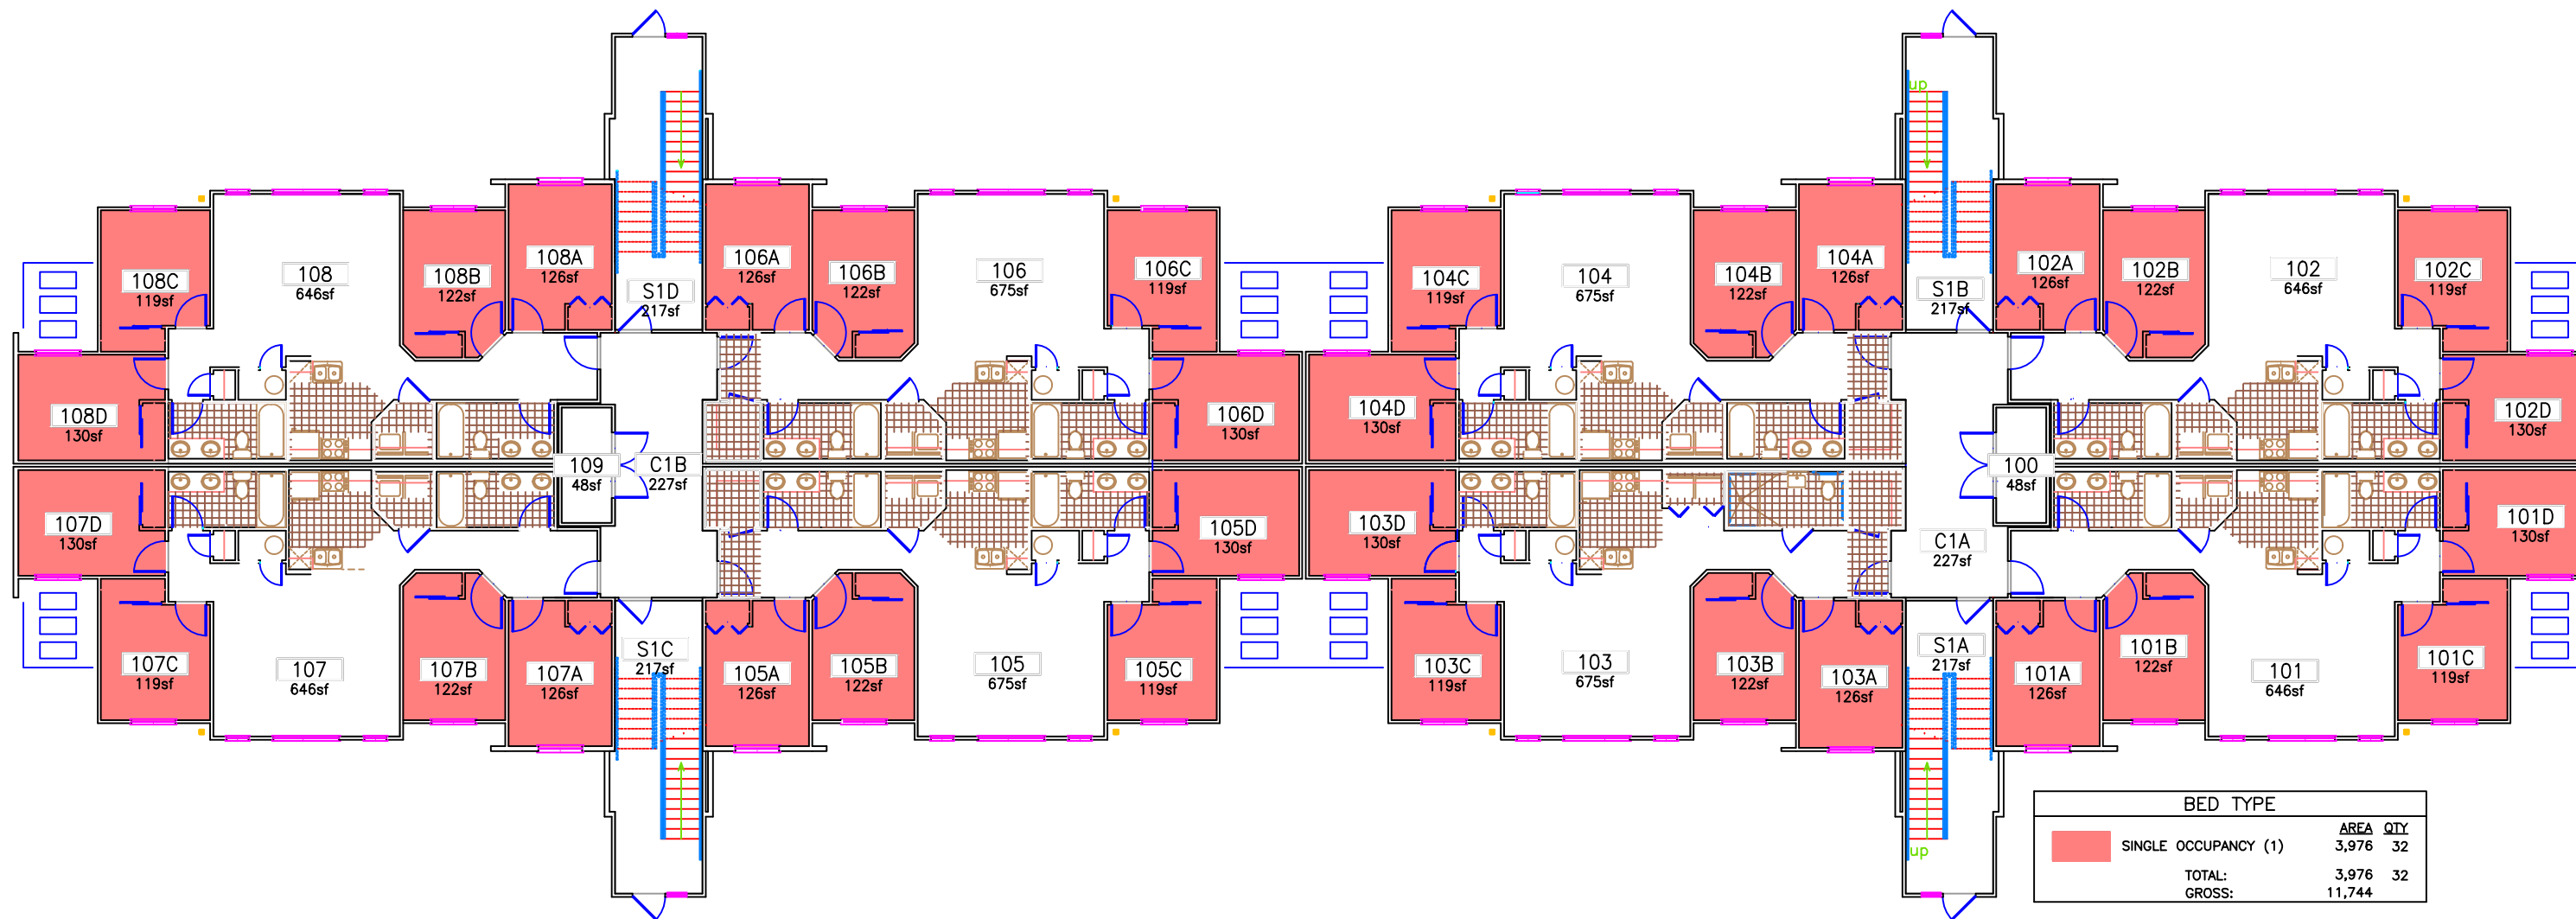 up
108C
119sf
108
646sf
108B
122sf
108A
126sf
S1D
217sf
106A
126sf
106B
122sf
106
675sf
106C
119sf
104C
119sf
104
675sf
104B
122sf
104A
126sf
S1B
217sf
102A
126sf
102B
122sf
102
646sf
102C
119sf
108D
130sf
106D
130sf
104D
130sf
102D
130sf
109
48sf
C1B
227sf
100
48sf
107D
130sf
105D
130sf
103D
130sf
C1A
227sf
101D
130sf
107C
119sf
107
646sf
107B
122sf
107A
126sf
S1C
217sf
105A
126sf
105B
122sf
105
675sf
105C
119sf
103C
119sf
103
675sf
103B
122sf
103A
126sf
S1A
217sf
101A
126sf
101B
122sf
101
646sf
101C
119sf
up
BED TYPE
AREA QTY
SINGLE OCCUPANCY (1) 3,976 32
TOTAL: 3,976 32
GROSS: 11,744